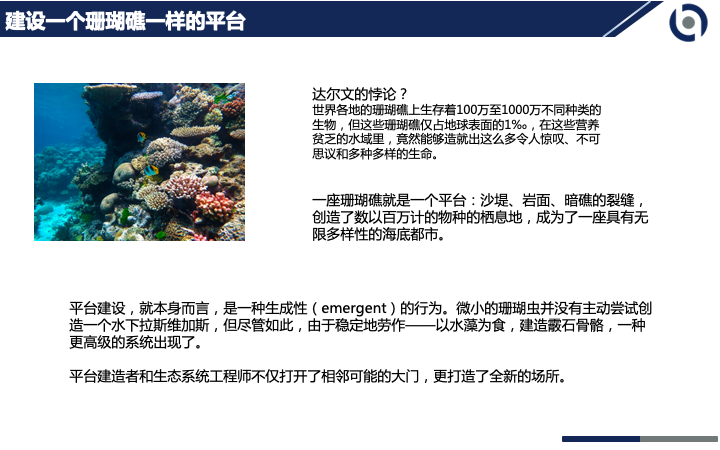 建设一个珊瑚礁一样的平台
达尔文的悖论？
世界各地的珊瑚礁上生存着100万至1000万不同种类的
生物，但这些珊瑚礁仅占地球表面的1‰，在这些营养
贫乏的水域里，竟然能够造就出这么多令人惊叹、不可
思议和多种多样的生命。
一座珊瑚礁就是一个平台：沙堤、岩面、暗礁的裂缝，
创造了数以百万计的物种的栖息地，成为了一座具有无
限多样性的海底都市。
平台建设，就本身而言，是一种生成性（emergent）的行为。微小的珊瑚虫并没有主动尝试创
造一个水下拉斯维加斯，但尽管如此，由于稳定地劳作——以水藻为食，建造霰石骨骼，一种
更高级的系统出现了。
平台建造者和生态系统工程师不仅打开了相邻可能的大门，更打造了全新的场所。